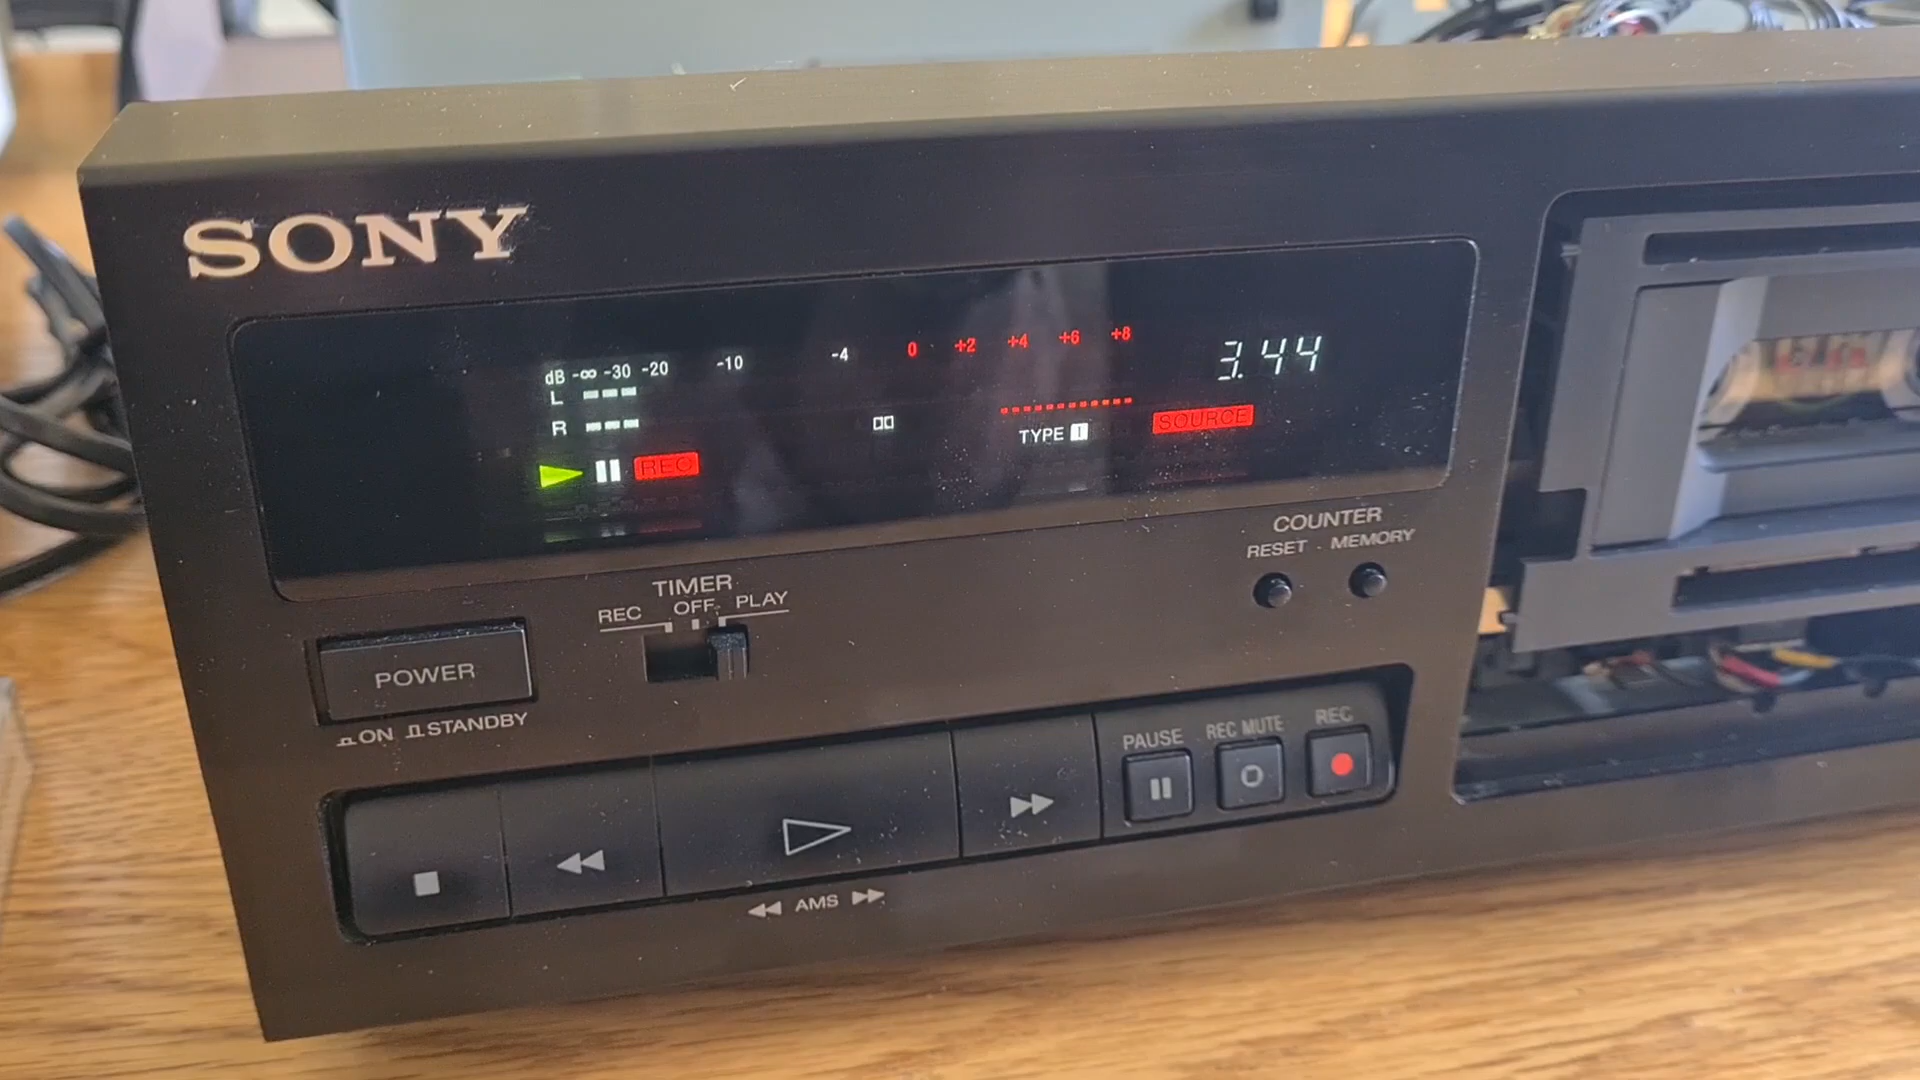 SONY
dB -∞ -30 -20 -10 -4 0 +2 +4 +6 +8
3.44
L
R
TYPE I
SOURCE
REC
COUNTER
RESET MEMORY
TIMER
REC OFF PLAY
POWER
ON STANDBY
PAUSE REC MUTE REC
AMS